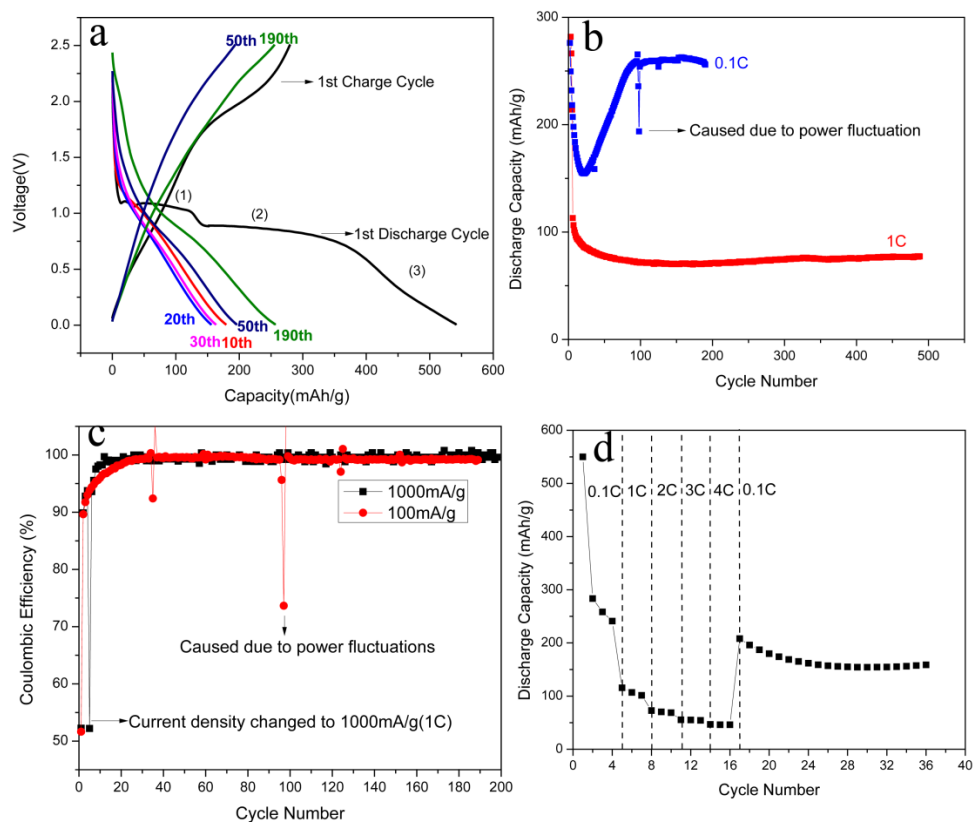 a
50th
190th
1st Charge Cycle
(1)
(2)
1st Discharge Cycle
(3)
20th
50th
30th
10th
190th
0.0
0.5
1.0
1.5
2.0
2.5
Voltage(V)
0
100
200
300
400
500
600
Capacity(mAh/g)
b
0.1C
Caused due to power fluctuation
1C
0
50
100
150
200
250
300
Discharge Capacity (mAh/g)
0
100
200
300
400
500
Cycle Number
c
1000mA/g
100mA/g
Caused due to power fluctuations
Current density changed to 1000mA/g(1C)
50
60
70
80
90
100
Coulombic Efficiency (%)
0
20
40
60
80
100
120
140
160
180
200
Cycle Number
d
0.1C
1C
2C
3C
4C
0.1C
0
100
200
300
400
500
600
Discharge Capacity (mAh/g)
0
4
8
12
16
20
24
28
32
36
40
Cycle Number